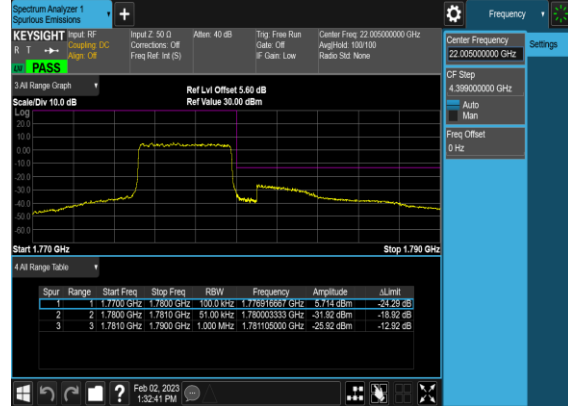 Spectrum Analyzer 1
Spurious Emissions
Frequency
KEYSIGHT
R T
LW
PASS
Input: RF
Coupling: DC
Align: Off
Input Z: 50 Ω
Corrections: Off
Freq Ref: Int (S)
Atten: 40 dB
Trig: Free Run
Gate: Off
IF Gain: Low
Center Freq: 22.005000000 GHz
Avg|Hold: 100/100
Radio Std: None
Center Frequency
22.005000000 GHz
Settings
CF Step
4.399000000 GHz
Auto
Man
Freq Offset
0 Hz
3 All Range Graph
Scale/Div 10.0 dB
Ref Lvl Offset 5.60 dB
Ref Value 30.00 dBm
Log
20.0
10.0
0.00
-10.0
-20.0
-30.0
-40.0
-50.0
-60.0
Start 1.770 GHz
Stop 1.790 GHz
4 All Range Table
Spur Range Start Freq Stop Freq RBW Frequency Amplitude ΔLimit
1 1 1.7700 GHz 1.7800 GHz 100.0 kHz 1.776916667 GHz 5.714 dBm -24.29 dB
2 2 1.7800 GHz 1.7810 GHz 51.00 kHz 1.780003333 GHz -31.92 dBm -18.92 dB
3 3 1.7810 GHz 1.7900 GHz 1.000 MHz 1.781105000 GHz -25.92 dBm -12.92 dB
?
Feb 02, 2023
1:32:41 PM